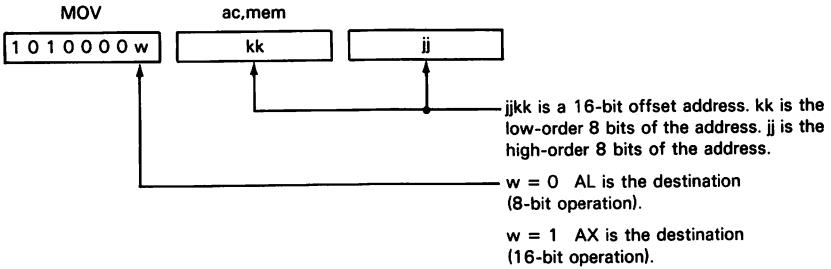 MOV ac,mem
1 0 1 0 0 0 0 w kk jj
jjkk is a 16-bit offset address. kk is the
low-order 8 bits of the address. jj is the
high-order 8 bits of the address.
w = 0 AL is the destination
(8-bit operation).
w = 1 AX is the destination
(16-bit operation).